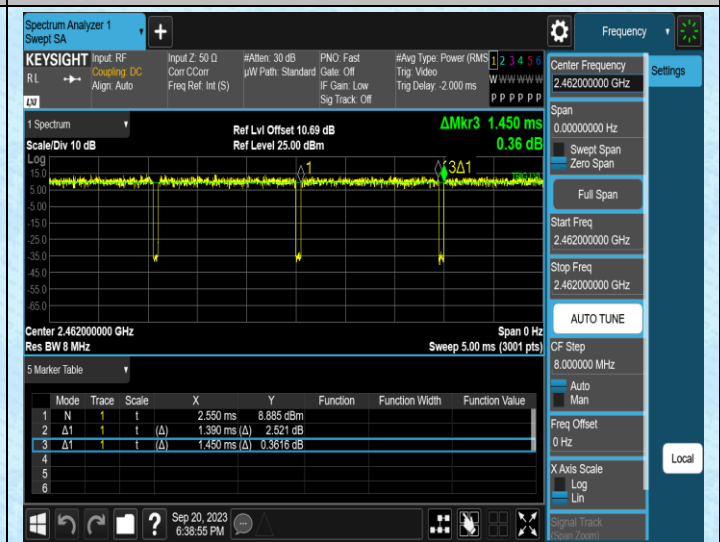 Spectrum Analyzer 1
Swept SA
+
Frequency
KEYSIGHT
RL
LXI
Input: RF
Coupling: DC
Align: Auto
Input Z: 50 Ω
Corr CCorr
Freq Ref: Int (S)
#Atten: 30 dB
µW Path: Standard
PNO: Fast
Gate: Off
IF Gain: Low
Sig Track: Off
#Avg Type: Power (RMS
Trig: Video
Trig Delay: -2.000 ms
1 2 3 4 5 6
W W W W W W
P P P P P P
1 Spectrum
Scale/Div 10 dB
Ref Lvl Offset 10.69 dB
Ref Level 25.00 dBm
ΔMkr3 1.450 ms
0.36 dB
Log
15.0
5.00
-5.00
-15.0
-25.0
-35.0
-45.0
-55.0
-65.0
1
3Δ1
Center 2.462000000 GHz
Res BW 8 MHz
Span 0 Hz
Sweep 5.00 ms (3001 pts)
5 Marker Table
Mode Trace Scale X Y Function Function Width Function Value
1 N 1 t 2.550 ms 8.885 dBm
2 Δ1 1 t (Δ) 1.390 ms (Δ) 2.521 dB
3 Δ1 1 t (Δ) 1.450 ms (Δ) 0.3616 dB
4
5
6
Sep 20, 2023
6:38:55 PM
Center Frequency
2.462000000 GHz
Span
0.00000000 Hz
Swept Span
Zero Span
Full Span
Start Freq
2.462000000 GHz
Stop Freq
2.462000000 GHz
AUTO TUNE
CF Step
8.000000 MHz
Auto
Man
Freq Offset
0 Hz
X Axis Scale
Log
Lin
Signal Track
(Span Zoom)
Settings
Local